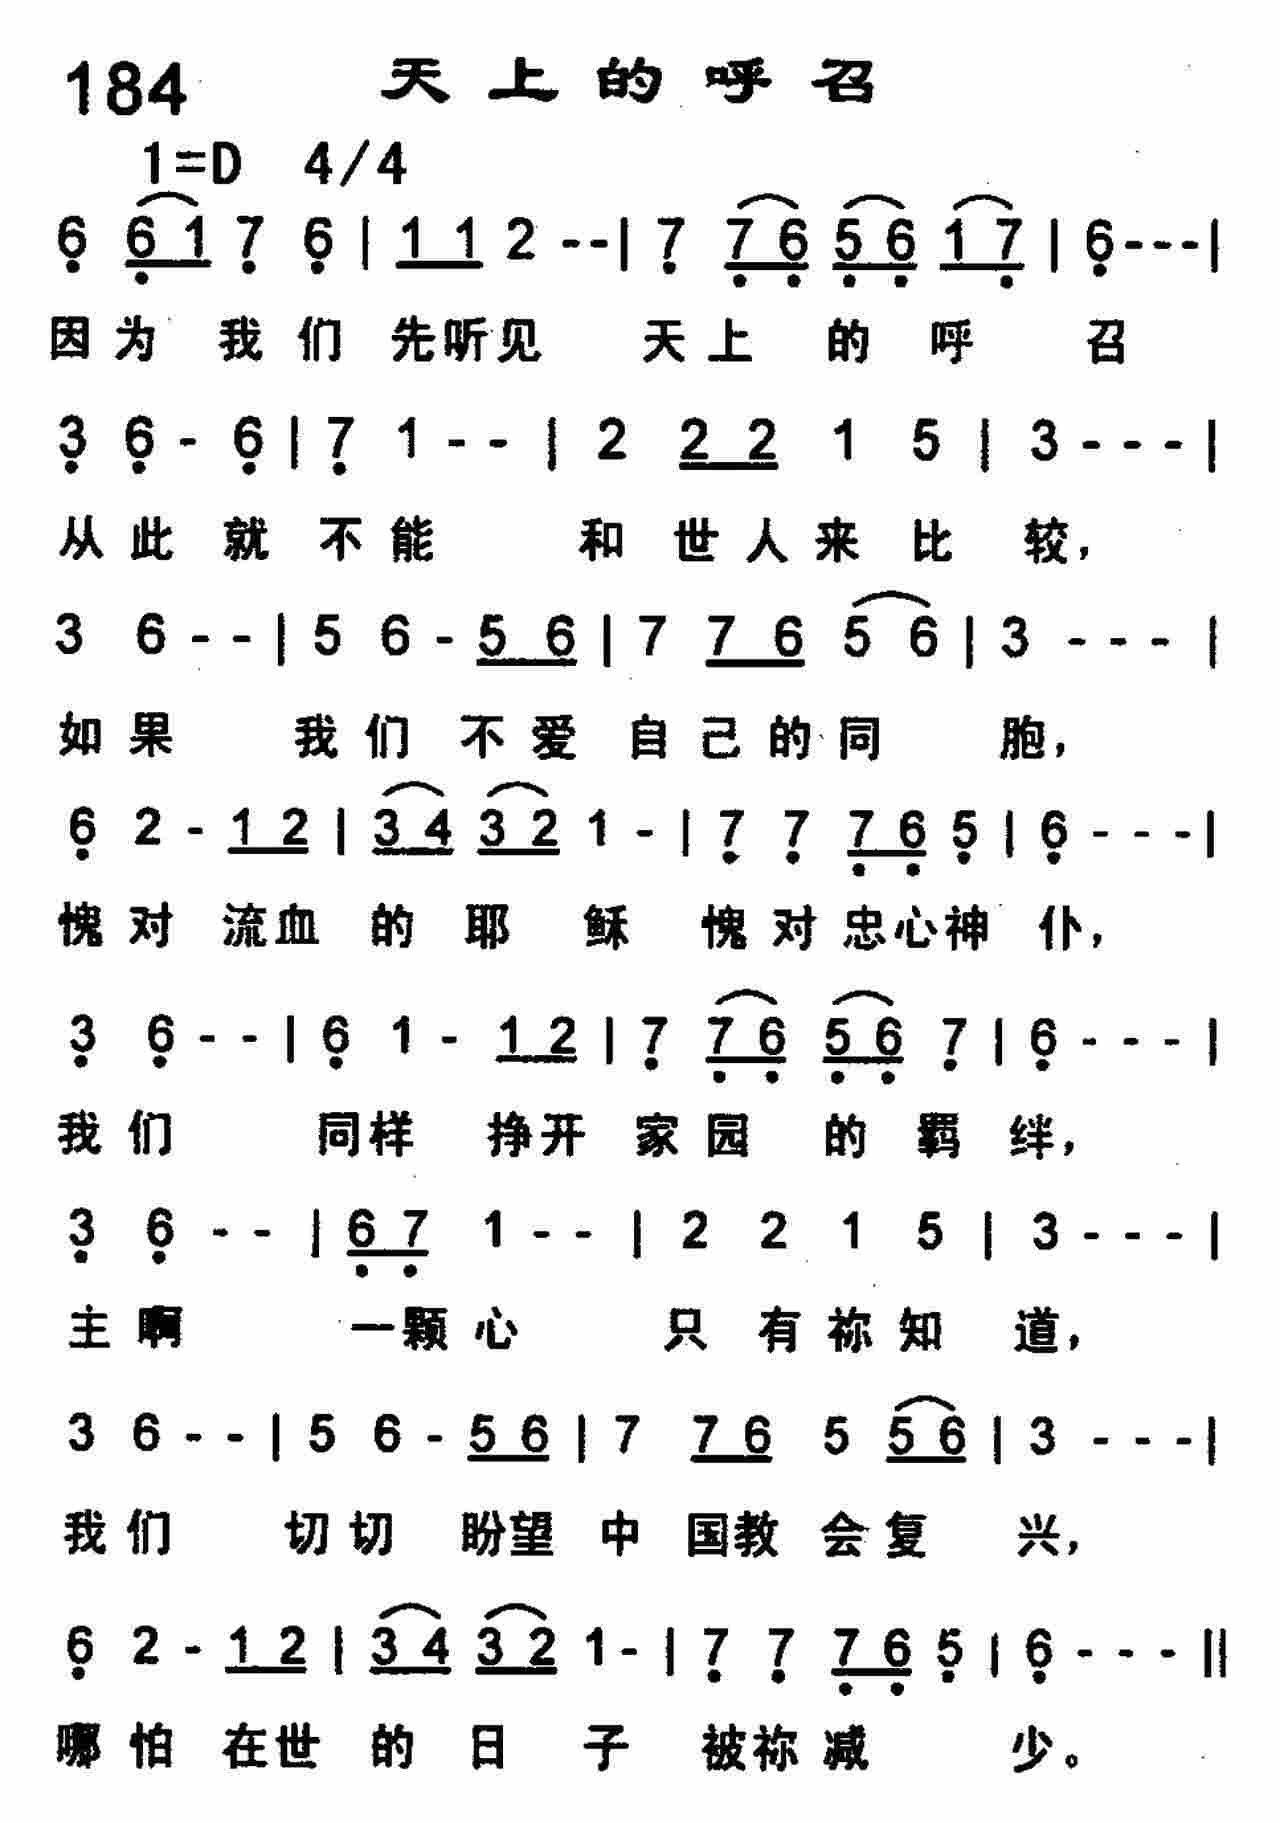 184 天上的呼召
1=D 4/4
6 6 1 7 6 | 1 1 2 - - | 7 7 6 5 6 1 7 | 6 - - - |
因为 我们 先听见 天上 的 呼 召
3 6 - 6 | 7 1 - - | 2 2 2 1 5 | 3 - - - |
从此 就 不能 和世人来比较，
3 6 - - | 5 6 - 5 6 | 7 7 6 5 6 | 3 - - - |
如果 我们 不爱 自己的同 胞，
6 2 - 1 2 | 3 4 3 2 1 - | 7 7 7 6 5 | 6 - - - |
愧对 流血 的 耶 稣 愧对忠心神 仆，
3 6 - - | 6 1 - 1 2 | 7 7 6 5 6 7 | 6 - - - |
我们 同样 挣开 家园 的 羁 绊，
3 6 - - | 6 7 1 - - | 2 2 1 5 | 3 - - - |
主啊 一颗心 只有祢知 道，
3 6 - - | 5 6 - 5 6 | 7 7 6 5 5 6 | 3 - - - |
我们 切切 盼望 中 国教 会复 兴，
6 2 - 1 2 | 3 4 3 2 1 - | 7 7 7 6 5 | 6 - - - ||
哪怕 在世 的 日 子 被祢减 少。